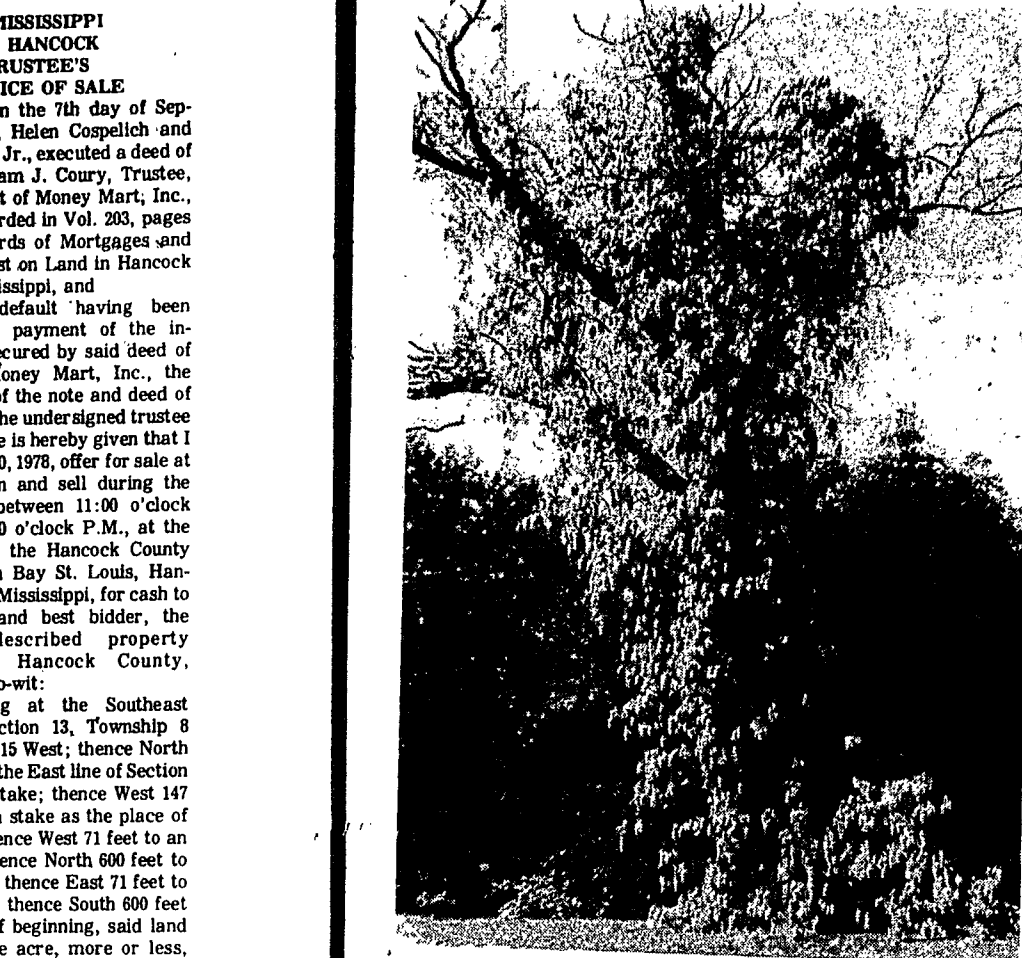 MISSISSIPPI
HANCOCK
RUSTEE'S
ICE OF SALE
n the 7th day of Sep-
, Helen Cospelich and
Jr., executed a deed of
am J. Coury, Trustee,
t of Money Mart, Inc.,
rded in Vol. 203, pages
rds of Mortgages and
st on Land in Hancock
issippi, and
default having been
payment of the in-
ecured by said deed of
oney Mart, Inc., the
of the note and deed of
he undersigned trustee
e is hereby given that I
0, 1978, offer for sale at
n and sell during the
between 11:00 o'clock
0 o'clock P.M., at the
the Hancock County
n Bay St. Louis, Han-
Mississippi, for cash to
and best bidder, the
described property
Hancock County,
o-wit:
g at the Southeast
ction 13, Township 8
15 West; thence North
the East line of Section
take; thence West 147
n stake as the place of
ence West 71 feet to an
ence North 600 feet to
thence East 71 feet to
thence South 600 feet
f beginning, said land
e acre, more or less,